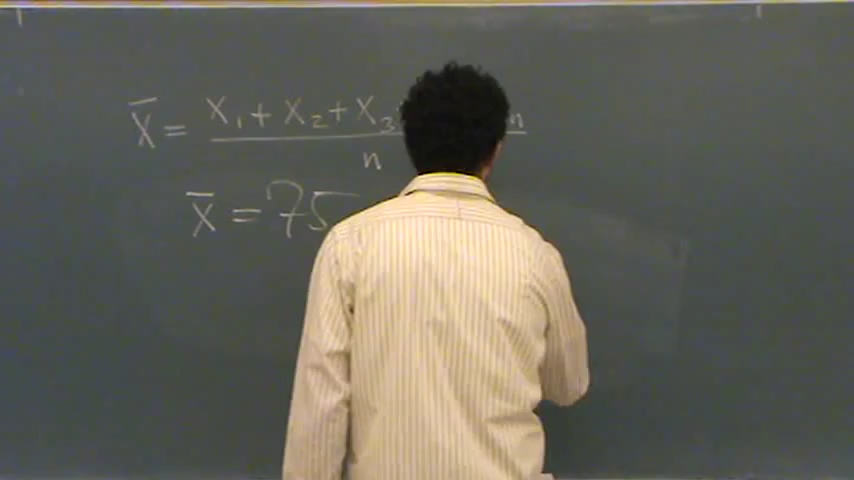 X̄ = X₁ + X₂ + X₃ n
n
X̄ = 75